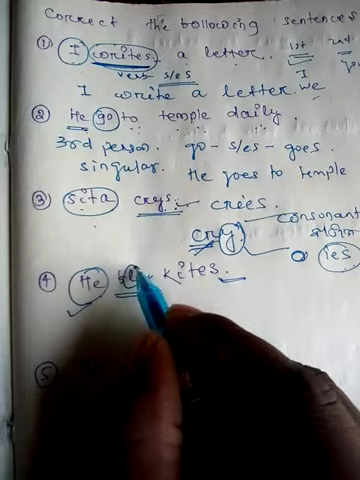 Correct the following sentences
① I writes a letter. 1st
verb s/es I
I write a letter. we
② He go to temple daily.
3rd person. go - s/es - goes.
singular. He goes to temple
③ Sita crys. - cries.
consonant
cry
ies
④ He kites.
⑤